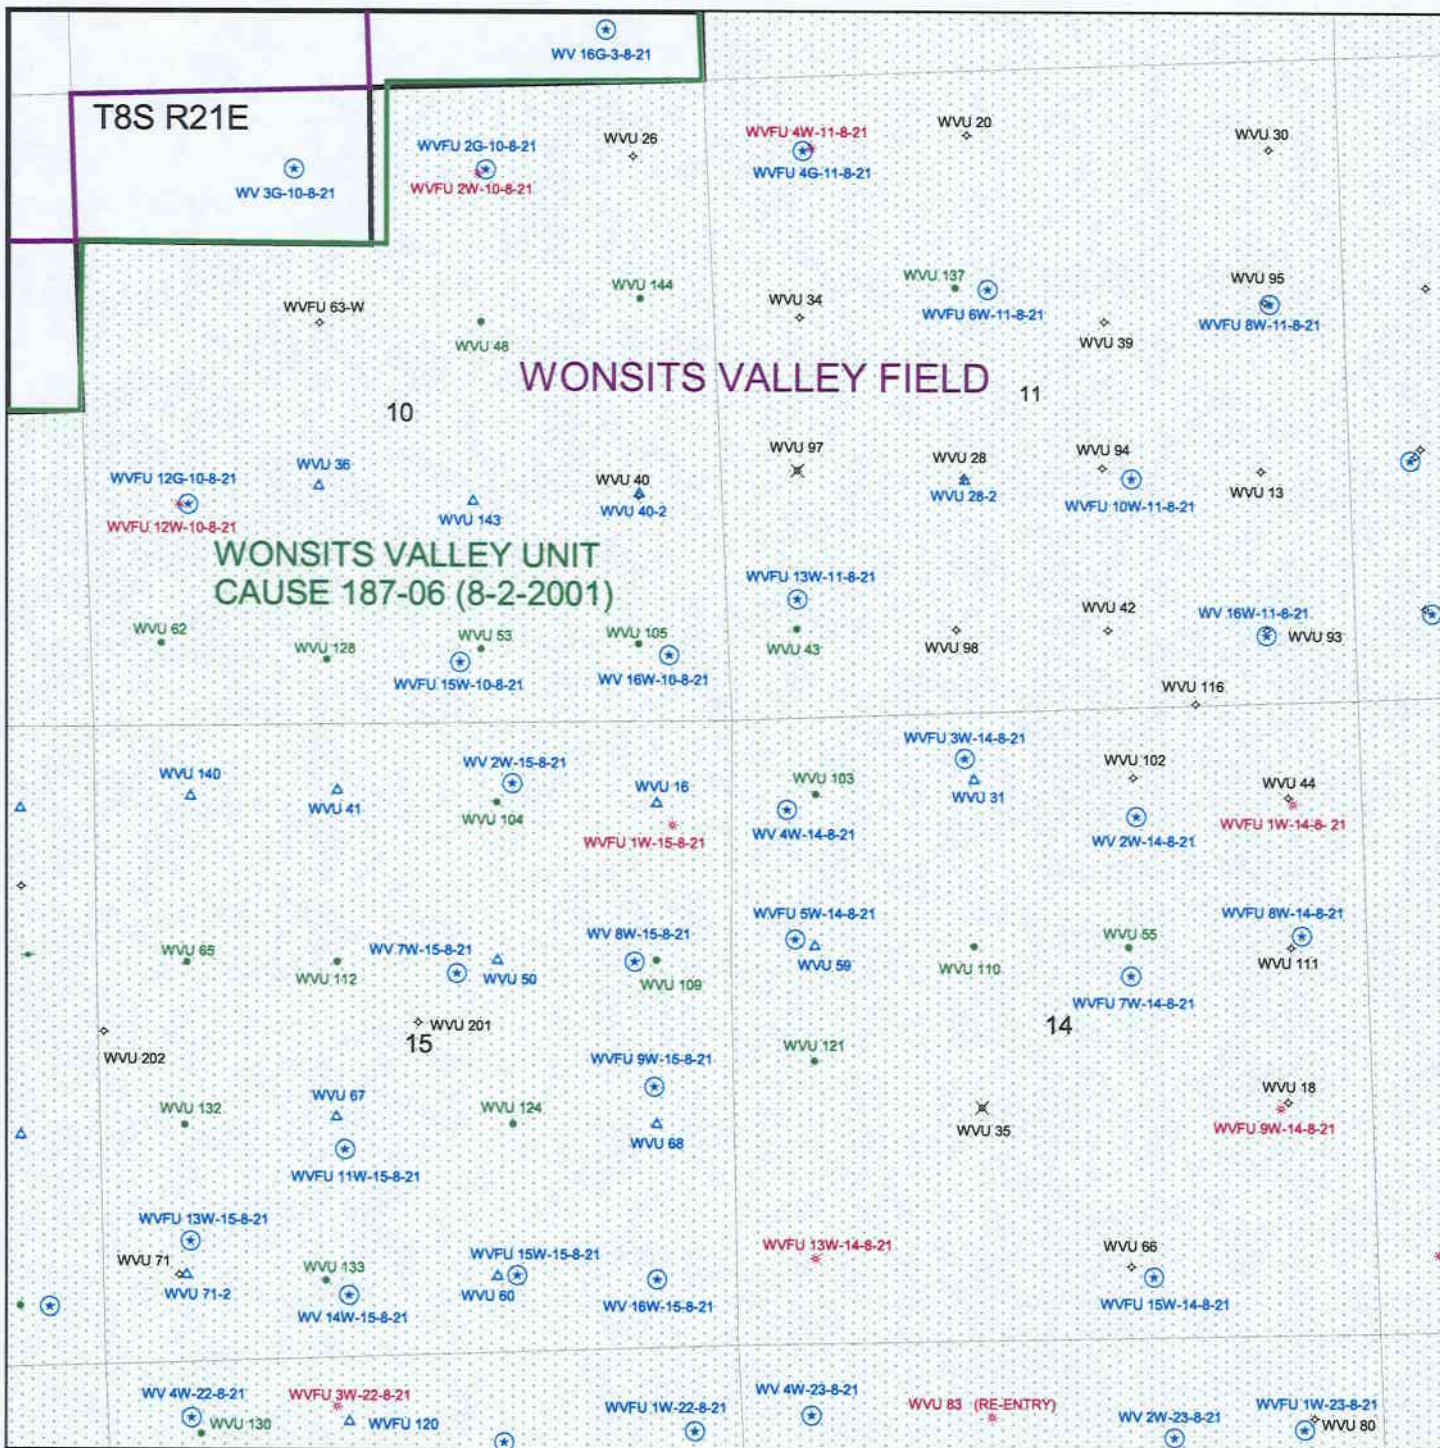 WV 16G-3-8-21
T8S R21E
WVFU 2G-10-8-21
WVU 26
WVFU 4W-11-8-21
WVU 20
WVU 30
WV 3G-10-8-21
WVFU 2W-10-8-21
WVFU 4G-11-8-21
WVFU 63-W
WVU 144
WVU 34
WVU 137
WVU 95
WVU 48
WVFU 6W-11-8-21
WVU 39
WVFU 8W-11-8-21
WONSITS VALLEY FIELD
10
11
WVFU 12G-10-8-21
WVU 36
WVU 40
WVU 97
WVU 28
WVU 94
WVU 13
WVFU 12W-10-8-21
WVU 143
WVU 40-2
WVU 28-2
WVFU 10W-11-8-21
WONSITS VALLEY UNIT
CAUSE 187-06 (8-2-2001)
WVFU 13W-11-8-21
WVU 62
WVU 128
WVU 53
WVU 105
WVU 43
WVU 98
WVU 42
WV 16W-11-8-21
WVU 93
WVFU 15W-10-8-21
WV 16W-10-8-21
WVU 116
WVU 140
WVU 41
WV 2W-15-8-21
WVU 16
WVU 103
WVFU 3W-14-8-21
WVU 102
WVU 44
WVU 104
WVU 31
WVFU 1W-15-8-21
WV 4W-14-8-21
WV 2W-14-8-21
WVFU 1W-14-8- 21
WVU 65
WVU 112
WV 7W-15-8-21
WVU 50
WV 8W-15-8-21
WVU 109
WVFU 5W-14-8-21
WVU 59
WVU 110
WVU 55
WVFU 8W-14-8-21
WVU 111
WVFU 7W-14-8-21
WVU 202
WVU 201
15
14
WVFU 9W-15-8-21
WVU 121
WVU 132
WVU 67
WVU 124
WVU 68
WVU 35
WVU 18
WVFU 9W-14-8-21
WVFU 11W-15-8-21
WVFU 13W-15-8-21
WVU 71
WVU 133
WVFU 15W-15-8-21
WVFU 13W-14-8-21
WVU 66
WVU 71-2
WV 14W-15-8-21
WVU 60
WV 16W-15-8-21
WVFU 15W-14-8-21
WV 4W-22-8-21
WVU 130
WVFU 3W-22-8-21
WVFU 120
WVFU 1W-22-8-21
WV 4W-23-8-21
WVU 83 (RE-ENTRY)
WV 2W-23-8-21
WVFU 1W-23-8-21
WVU 80